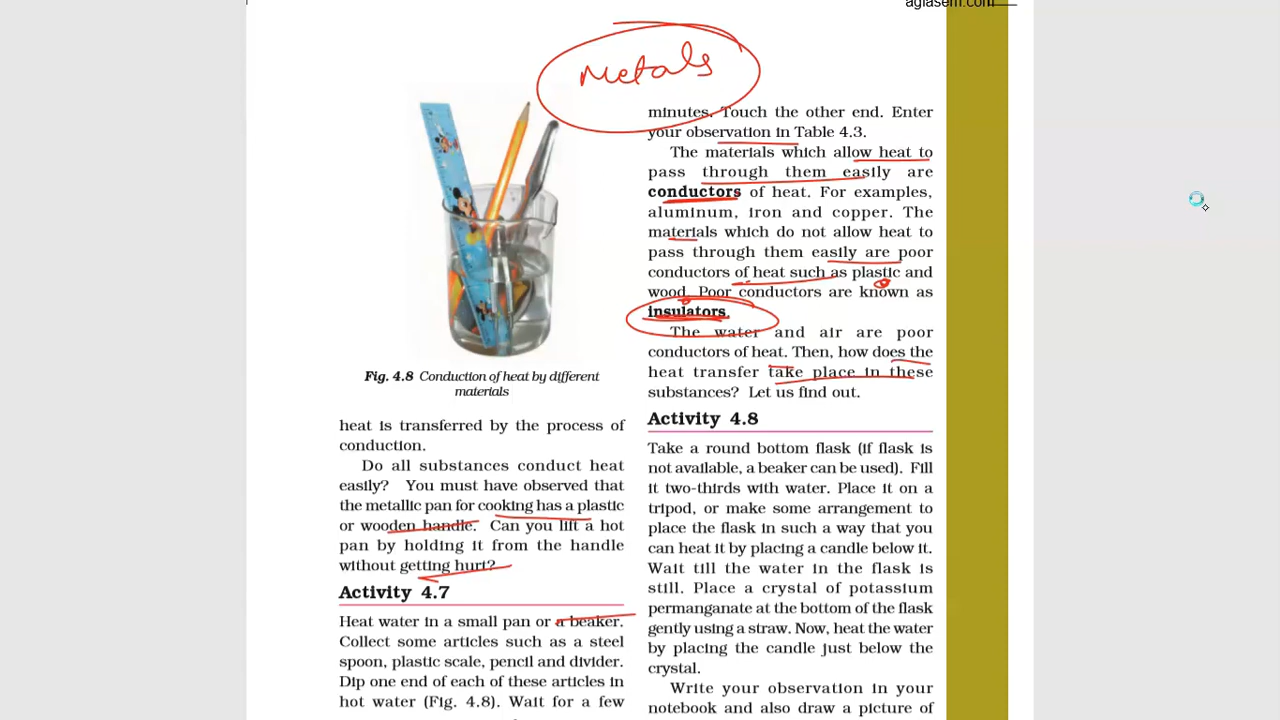 aglasem.com
Metals
Fig. 4.8 Conduction of heat by different
materials
heat is transferred by the process of
conduction.
Do all substances conduct heat
easily? You must have observed that
the metallic pan for cooking has a plastic
or wooden handle. Can you lift a hot
pan by holding it from the handle
without getting hurt?
Activity 4.7
Heat water in a small pan or a beaker.
Collect some articles such as a steel
spoon, plastic scale, pencil and divider.
Dip one end of each of these articles in
hot water (Fig. 4.8). Wait for a few
minutes. Touch the other end. Enter
your observation in Table 4.3.
The materials which allow heat to
pass through them easily are
conductors of heat. For examples,
aluminum, iron and copper. The
materials which do not allow heat to
pass through them easily are poor
conductors of heat such as plastic and
wood. Poor conductors are known as
insulators.
The water and air are poor
conductors of heat. Then, how does the
heat transfer take place in these
substances? Let us find out.
Activity 4.8
Take a round bottom flask (if flask is
not available, a beaker can be used). Fill
it two-thirds with water. Place it on a
tripod, or make some arrangement to
place the flask in such a way that you
can heat it by placing a candle below it.
Wait till the water in the flask is
still. Place a crystal of potassium
permanganate at the bottom of the flask
gently using a straw. Now, heat the water
by placing the candle just below the
crystal.
Write your observation in your
notebook and also draw a picture of